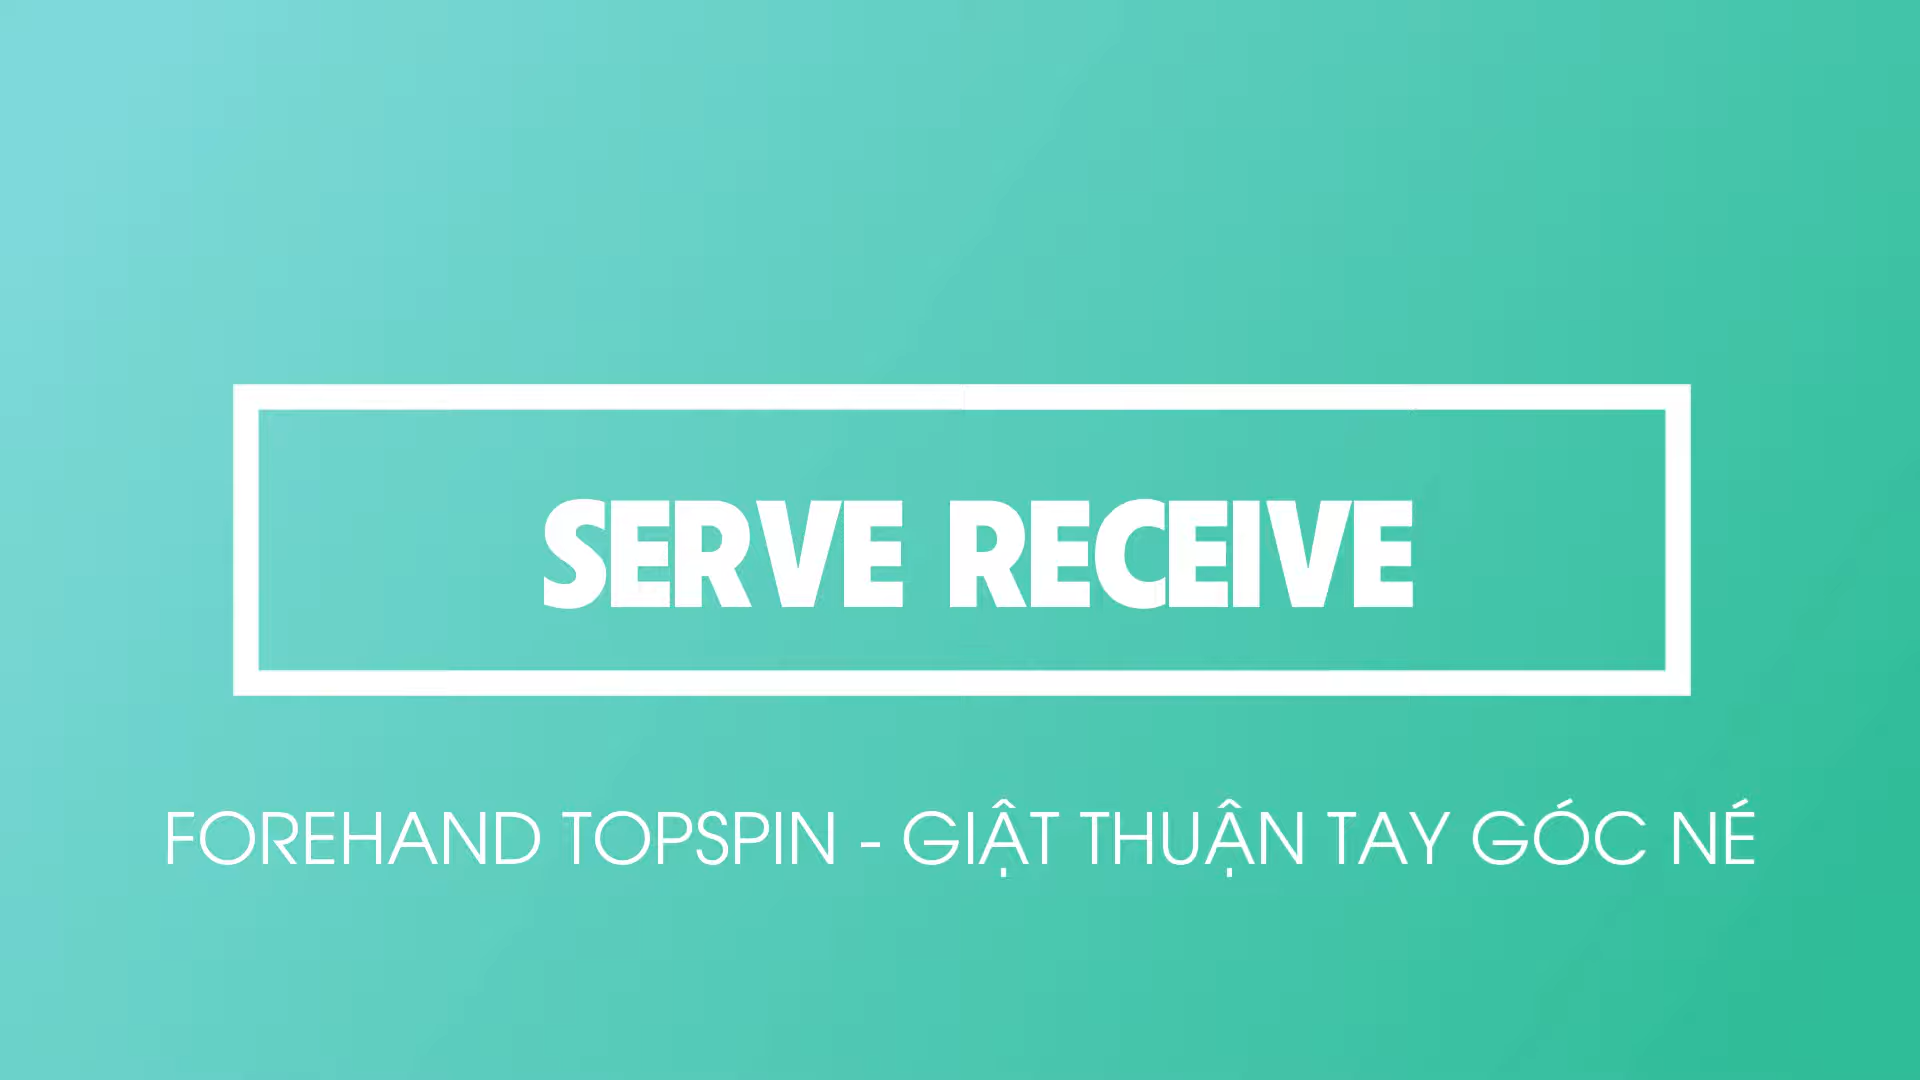 SERVE RECEIVE
FOREHAND TOPSPIN - GIẬT THUẬN TAY GÓC NÉ